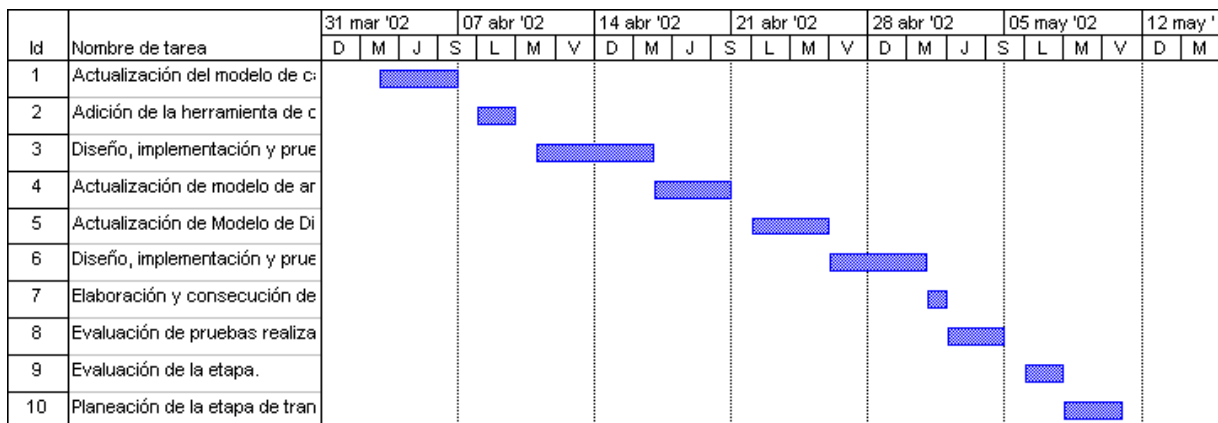 31 mar '02 07 abr '02 14 abr '02 21 abr '02 28 abr '02 05 may '02 12 may '
Id Nombre de tarea D M J S L M V D M J S L M V D M J S L M V D M
1 Actualización del modelo de ca
2 Adición de la herramienta de c
3 Diseño, implementación y prue
4 Actualización de modelo de ar
5 Actualización de Modelo de Di
6 Diseño, implementación y prue
7 Elaboración y consecución de
8 Evaluación de pruebas realiza
9 Evaluación de la etapa.
10 Planeación de la etapa de tran